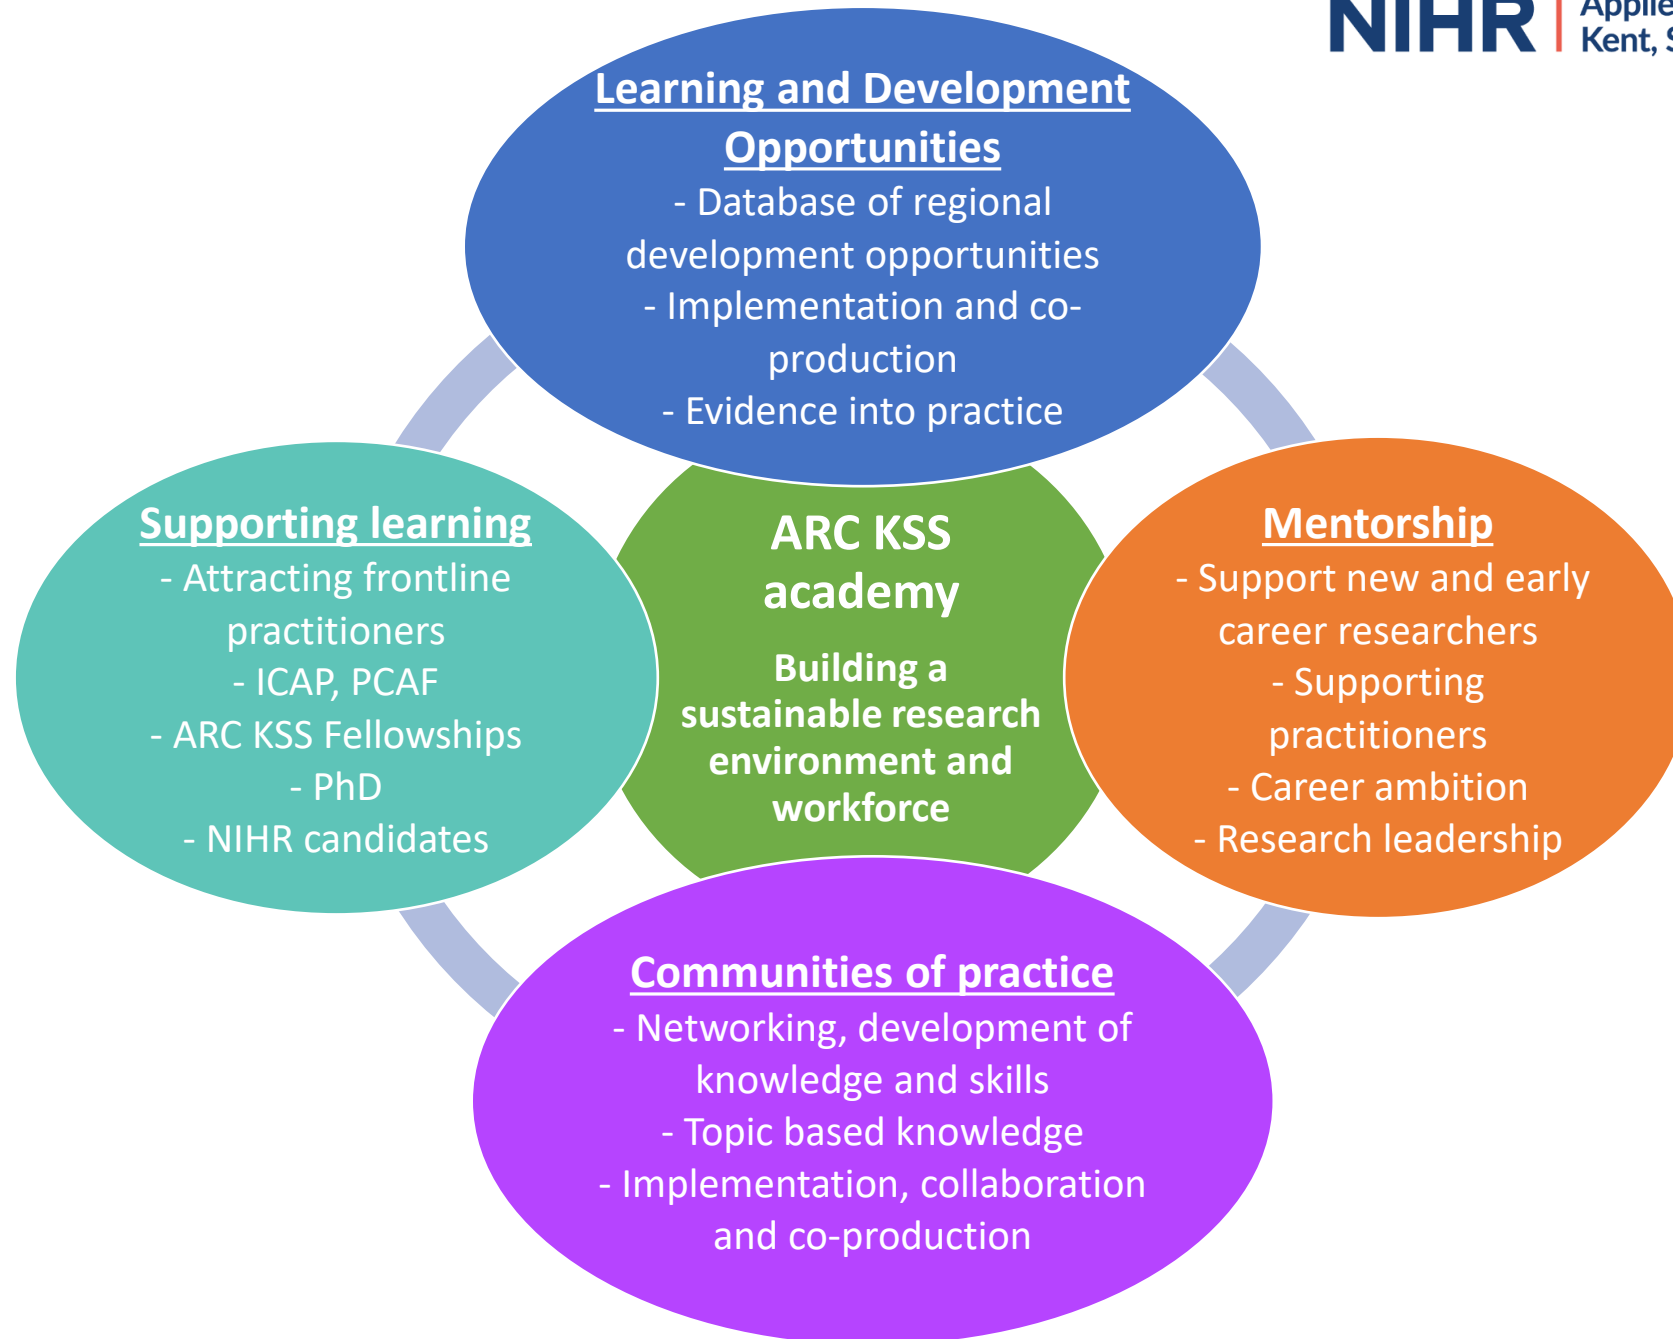 NIHR
Kent,
Learning and Development
Opportunities
- Database of regional
development opportunities
- Implementation and co-
production
- Evidence into practice
Supporting learning
- Attracting frontline
practitioners
- ICAP, PCAF
- ARC KSS Fellowships
- PhD
- NIHR candidates
ARC KSS
academy
Building a
sustainable research
environment and
workforce
Mentorship
- Support new and early
career researchers
- Supporting
practitioners
- Career ambition
- Research leadership
Communities of practice
- Networking, development of
knowledge and skills
- Topic based knowledge
- Implementation, collaboration
and co-production